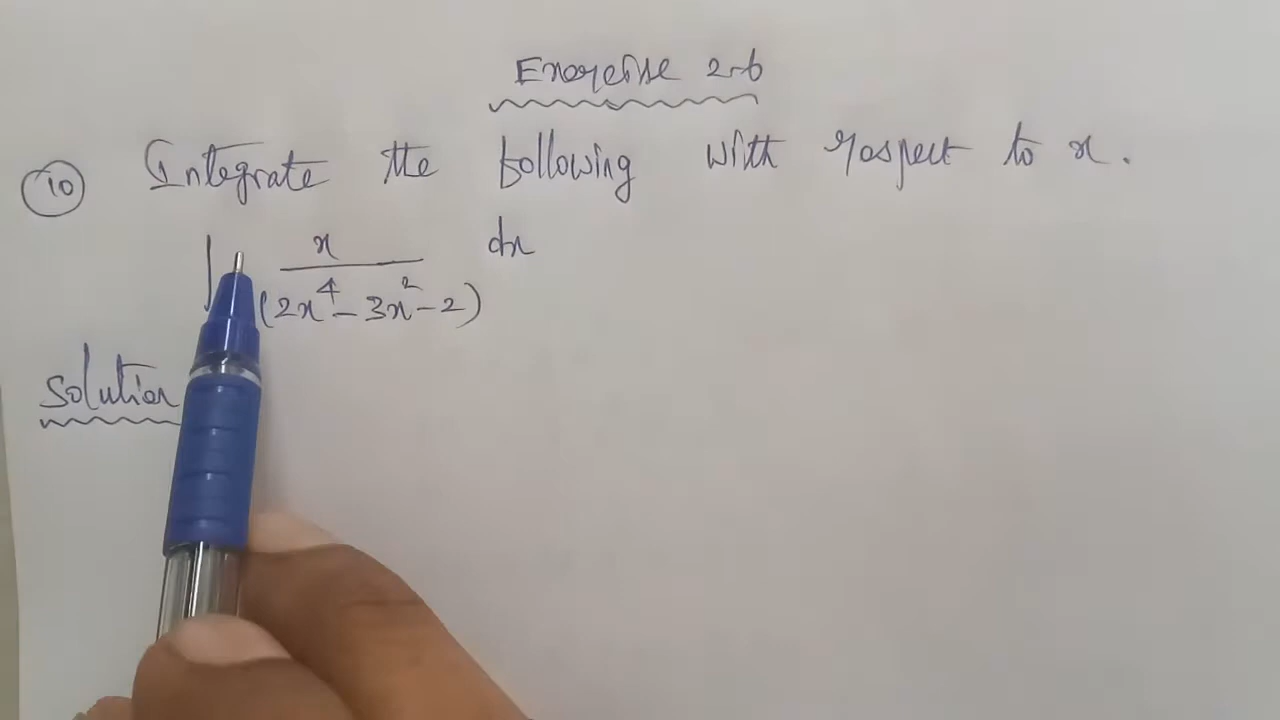 Exercise 2.6
10 Integrate the following with respect to x.
∫ x / (2x⁴ - 3x² - 2) dx
Solution